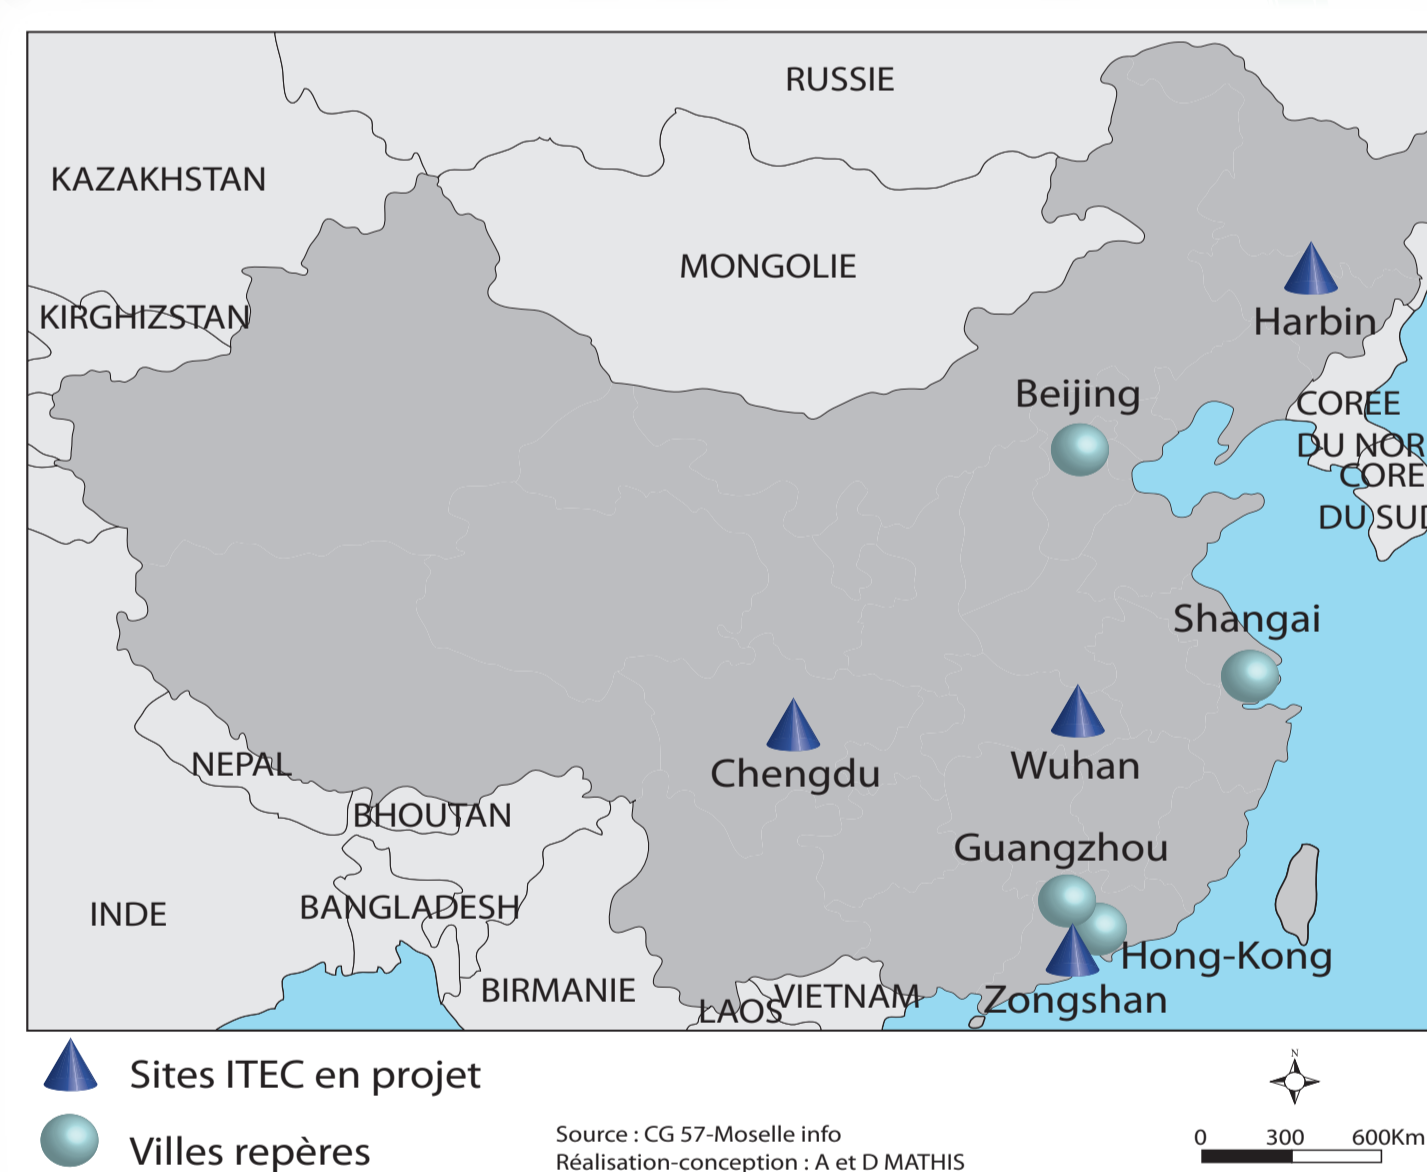 RUSSIE
KAZAKHSTAN
MONGOLIE
KIRGHIZSTAN
Harbin
Beijing
COREE
DU NOR
CORE
DU SUD
Shangai
NEPAL
Chengdu
Wuhan
BHOUTAN
Guangzhou
INDE
BANGLADESH
Hong-Kong
BIRMANIE
LAOS
VIETNAM
Zongshan
Sites ITEC en projet
N
Villes repères
Source : CG 57-Moselle info
Réalisation-conception : A et D MATHIS
0 300 600Km